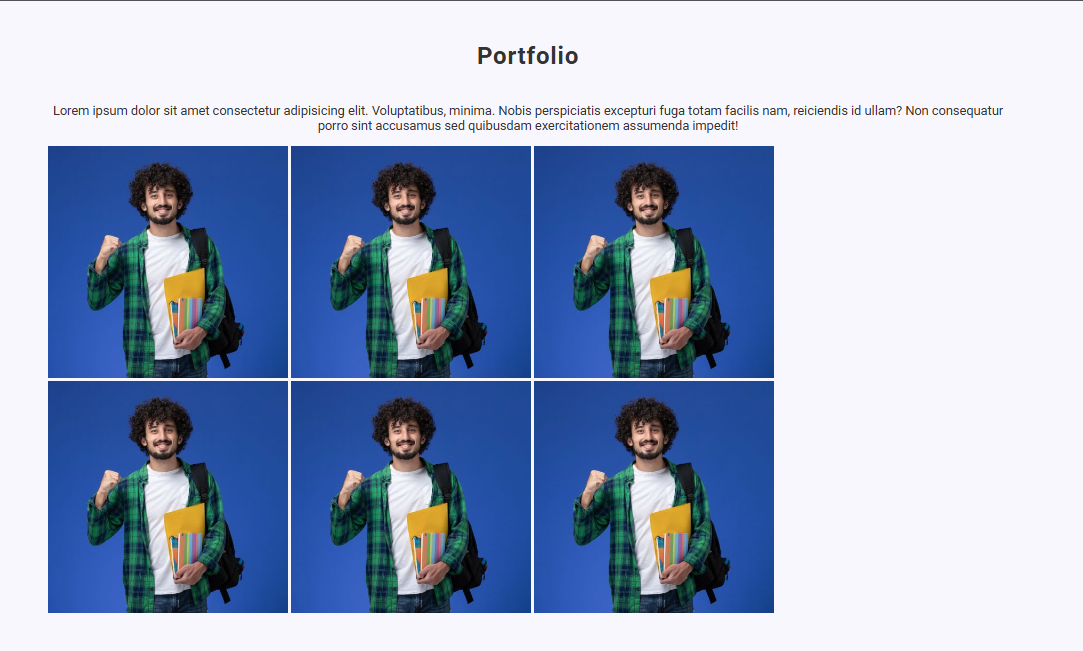 Portfolio
Lorem ipsum dolor sit amet consectetur adipisicing elit. Voluptatibus, minima. Nobis perspiciatis excepturi fuga totam facilis nam, reiciendis id ullam? Non consequatur
porro sint accusamus sed quibusdam exercitationem assumenda impedit!